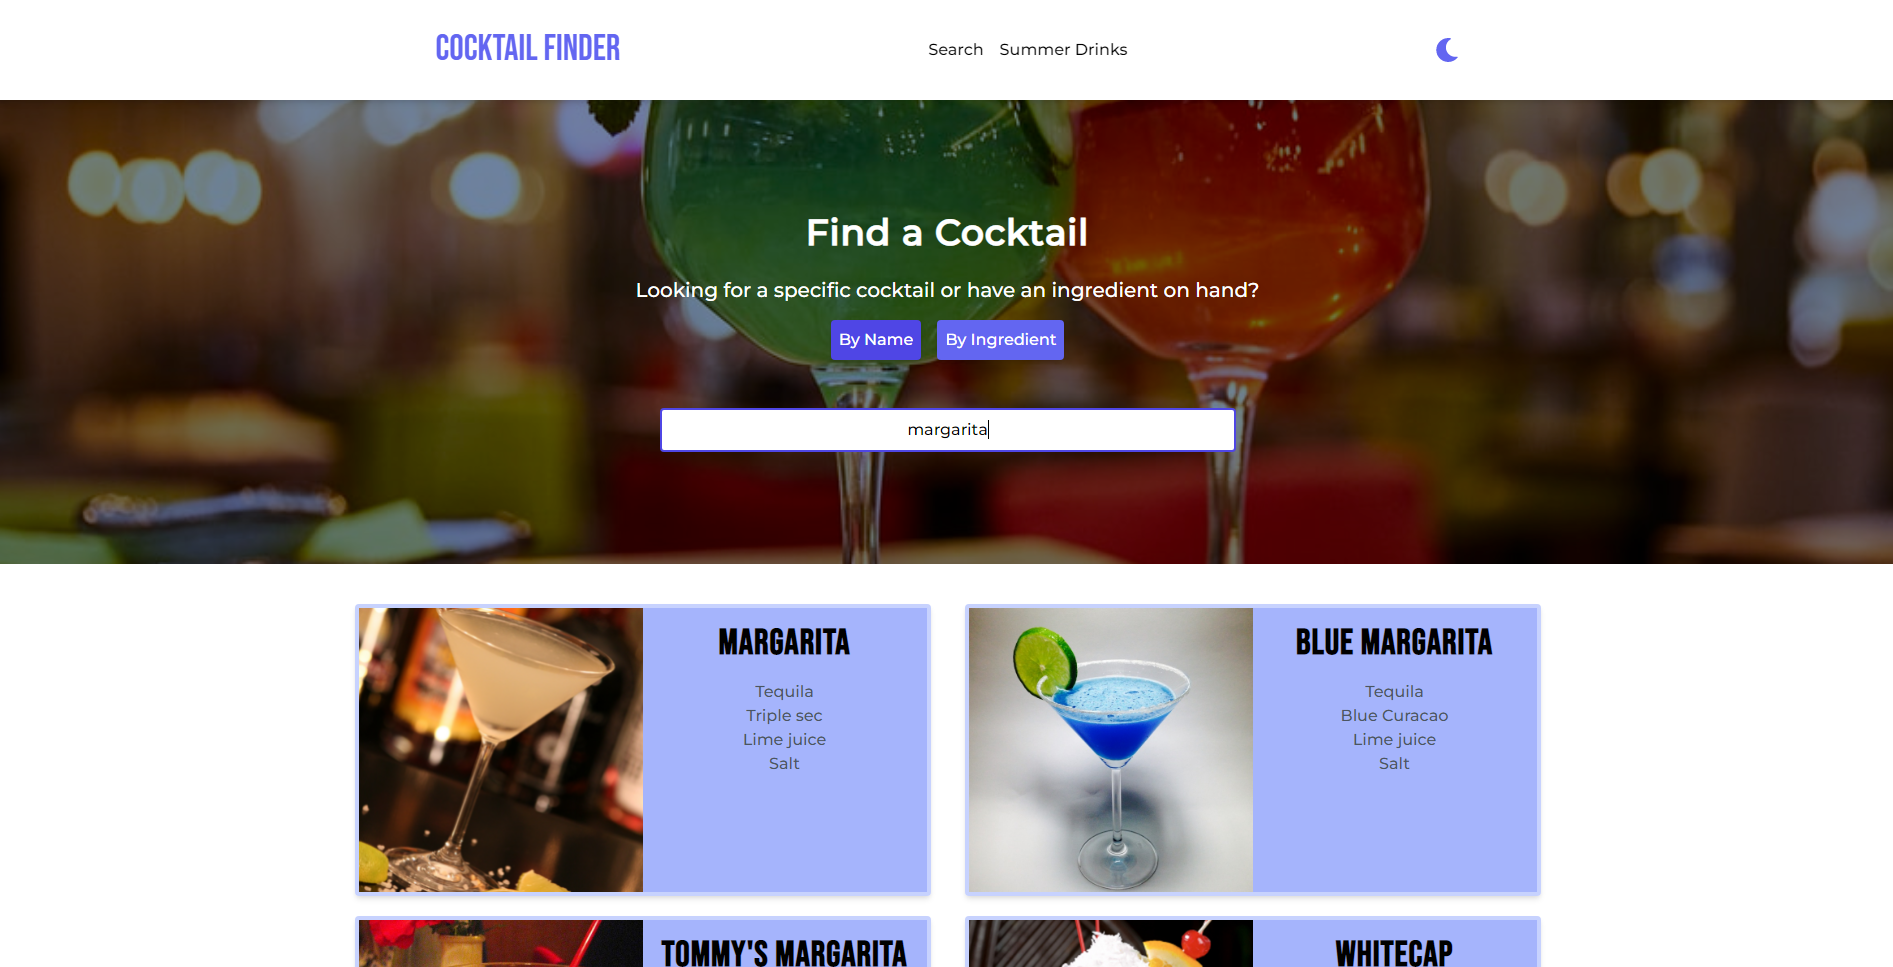 COCKTAIL FINDER
Search Summer Drinks
Find a Cocktail
Looking for a specific cocktail or have an ingredient on hand?
By Name By Ingredient
margarita
MARGARITA
Tequila
Triple sec
Lime juice
Salt
BLUE MARGARITA
Tequila
Blue Curacao
Lime juice
Salt
TOMMY'S MARGARITA
WHITECAP